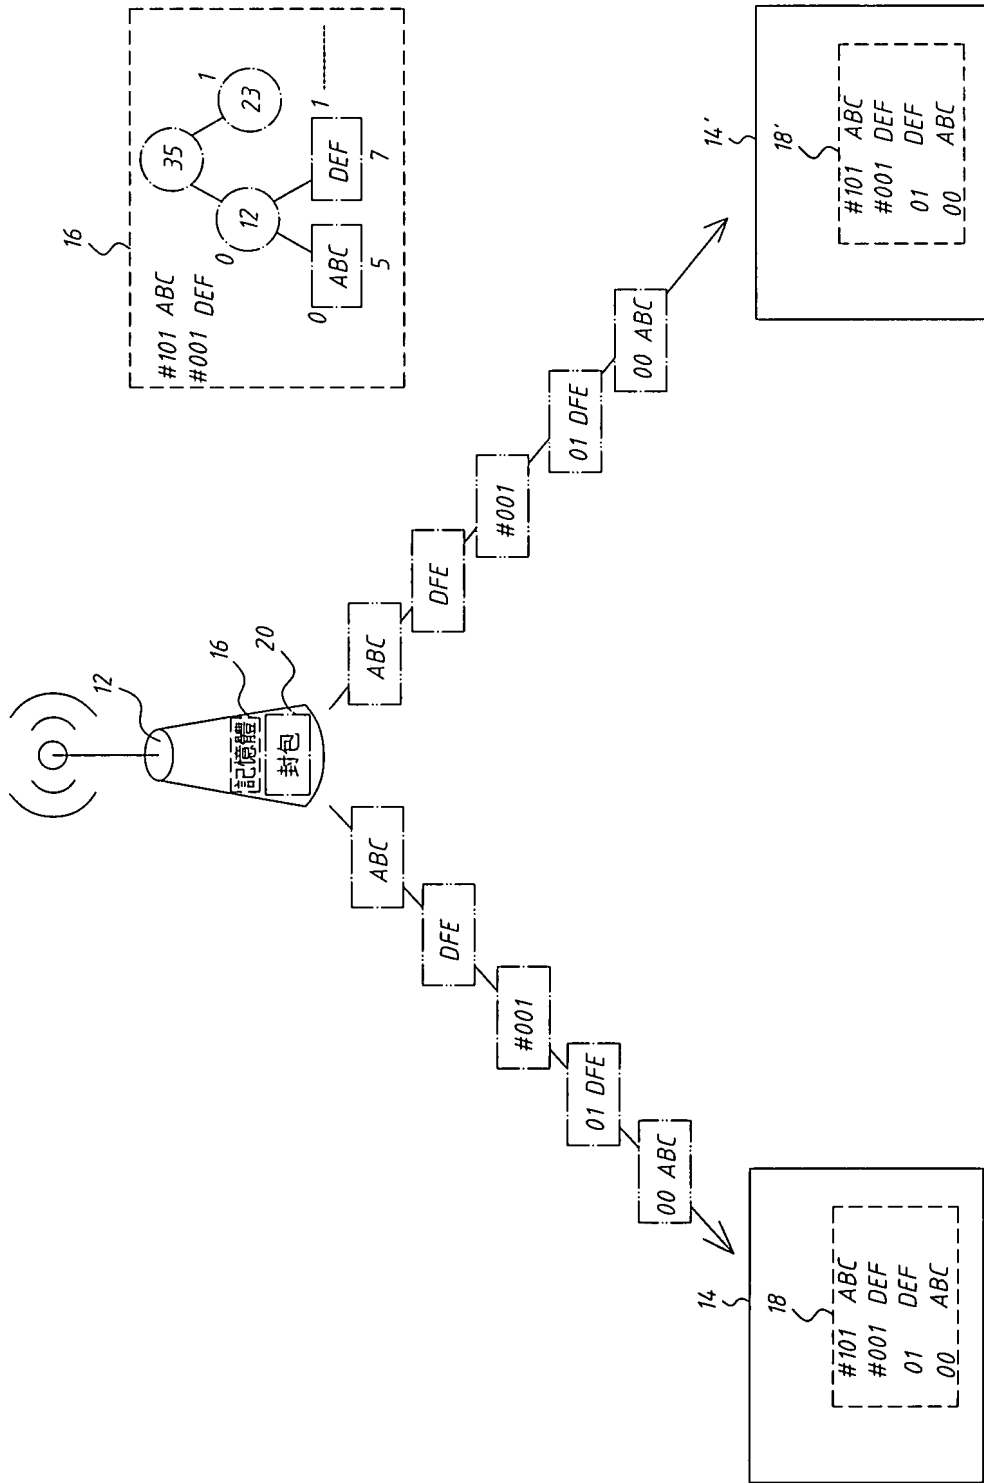 12
16
20
記憶體
封包
16
#101 ABC
#001 DEF
35
1
23
0
12
0
ABC
5
DEF
7
1
ABC
DFE
#001
01 DFE
00 ABC
ABC
DFE
#001
01 DFE
00 ABC
14
18
#101 ABC
#001 DEF
01 DEF
00 ABC
14'
18'
#101 ABC
#001 DEF
01 DEF
00 ABC